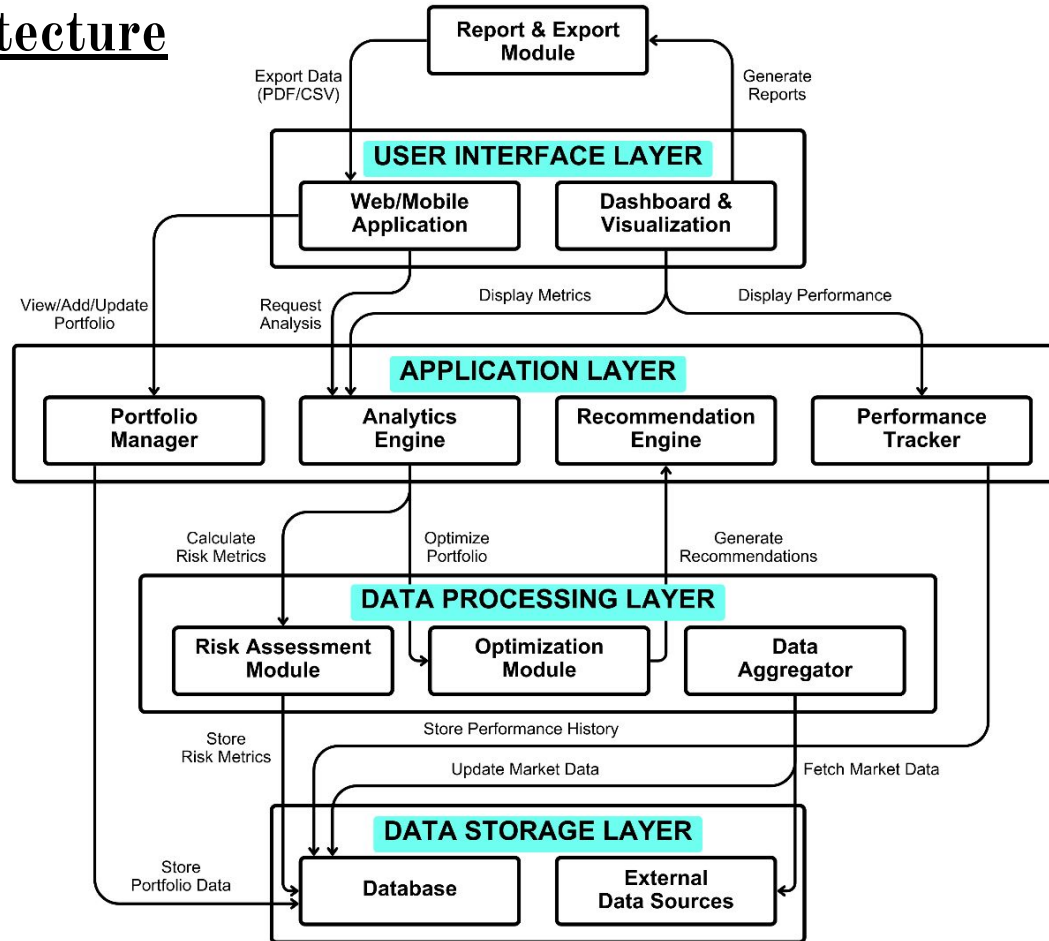 tecture
Report & Export
Module
Export Data
(PDF/CSV)
Generate
Reports
USER INTERFACE LAYER
Web/Mobile
Application
Dashboard &
Visualization
View/Add/Update
Portfolio
Request
Analysis
Display Metrics
Display Performance
APPLICATION LAYER
Portfolio
Manager
Analytics
Engine
Recommendation
Engine
Performance
Tracker
Calculate
Risk Metrics
Optimize
Portfolio
Generate
Recommendations
DATA PROCESSING LAYER
Risk Assessment
Module
Optimization
Module
Data
Aggregator
Store
Risk Metrics
Store Performance History
Update Market Data
Fetch Market Data
DATA STORAGE LAYER
Store
Portfolio Data
Database
External
Data Sources